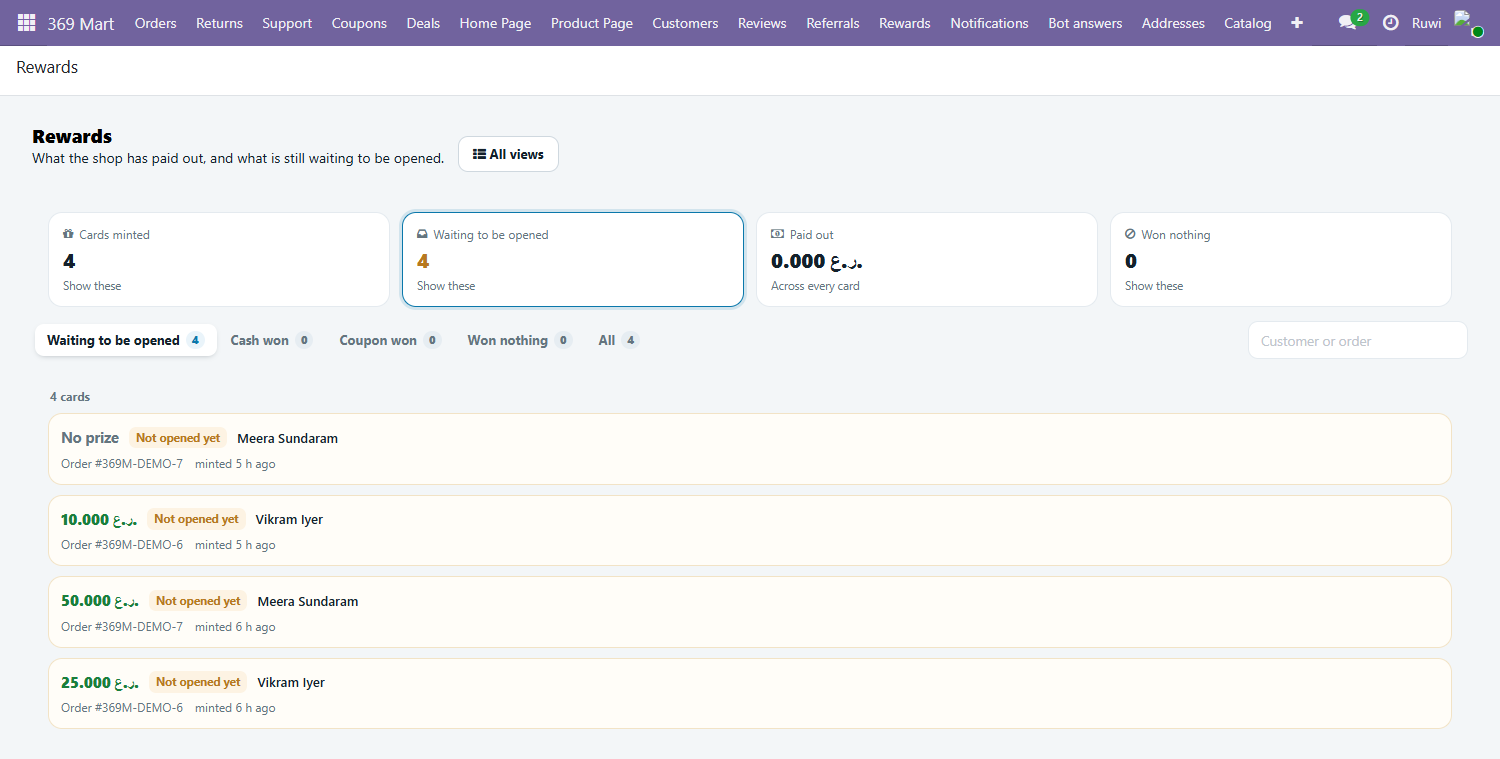 369 Mart Orders Returns Support Coupons Deals Home Page Product Page Customers Reviews Referrals Rewards Notifications Bot answers Addresses Catalog 2 Ruwi
Rewards
Rewards
What the shop has paid out, and what is still waiting to be opened.
All views
Cards minted
4
Show these
Waiting to be opened
4
Show these
Paid out
0.000 ر.ع.
Across every card
Won nothing
0
Show these
Waiting to be opened 4 Cash won 0 Coupon won 0 Won nothing 0 All 4
Customer or order
4 cards
No prize Not opened yet Meera Sundaram
Order #369M-DEMO-7 minted 5 h ago
10.000 ر.ع. Not opened yet Vikram Iyer
Order #369M-DEMO-6 minted 5 h ago
50.000 ر.ع. Not opened yet Meera Sundaram
Order #369M-DEMO-7 minted 6 h ago
25.000 ر.ع. Not opened yet Vikram Iyer
Order #369M-DEMO-6 minted 6 h ago